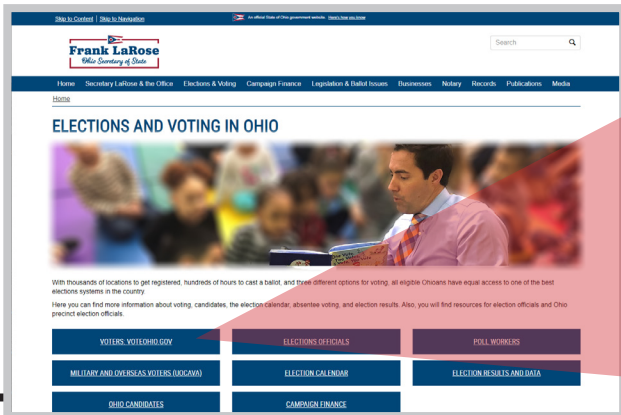 Skip to Content | Skip to Navigation
An official State of Ohio government website. Here's how you know
Frank LaRose
Ohio Secretary of State
Search
Home Secretary LaRose & the Office Elections & Voting Campaign Finance Legislation & Ballot Issues Businesses Notary Records Publications Media
Home
ELECTIONS AND VOTING IN OHIO
With thousands of locations to get registered, hundreds of hours to cast a ballot, and three different options for voting, all eligible Ohioans have equal access to one of the best
elections systems in the country.
Here you can find more information about voting, candidates, the election calendar, absentee voting, and election results. Also, you will find resources for election officials and Ohio
precinct election officials.
VOTERS, VOTEOHIO.GOV
ELECTIONS OFFICIALS
POLL WORKERS
MILITARY AND OVERSEAS VOTERS (UOCAVA)
ELECTION CALENDAR
ELECTION RESULTS AND DATA
OHIO CANDIDATES
CAMPAIGN FINANCE